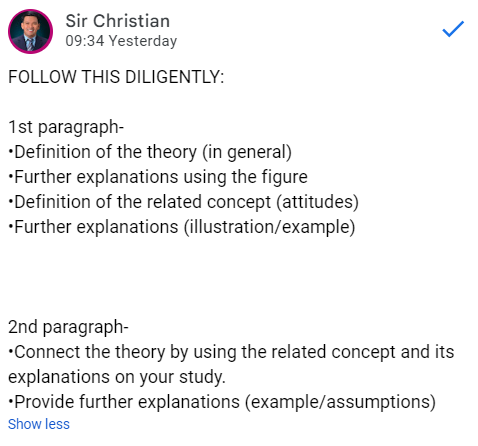 Sir Christian
09:34 Yesterday
FOLLOW THIS DILIGENTLY:
1st paragraph-
•Definition of the theory (in general)
•Further explanations using the figure
•Definition of the related concept (attitudes)
•Further explanations (illustration/example)
2nd paragraph-
•Connect the theory by using the related concept and its
explanations on your study.
•Provide further explanations (example/assumptions)
Show less